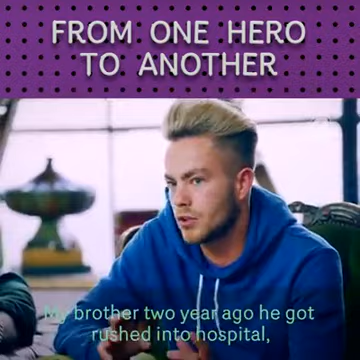 FROM ONE HERO
TO ANOTHER
My brother two year ago he got
rushed into hospital,